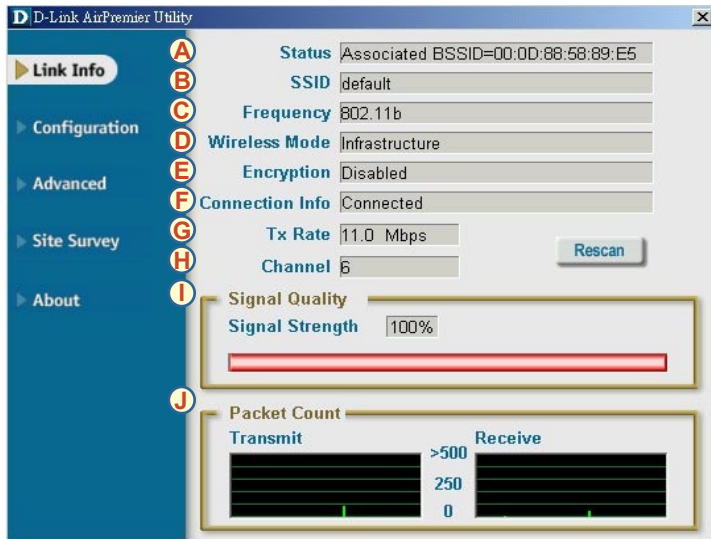 D D-Link AirPremier Utility
Link Info
Configuration
Advanced
Site Survey
About
A Status Associated BSSID=00:0D:88:58:89:E5
B SSID default
C Frequency 802.11b
D Wireless Mode Infrastructure
E Encryption Disabled
F Connection Info Connected
G Tx Rate 11.0 Mbps
H Channel 6
Rescan
I Signal Quality
Signal Strength 100%
J Packet Count
Transmit Receive
>500
250
0